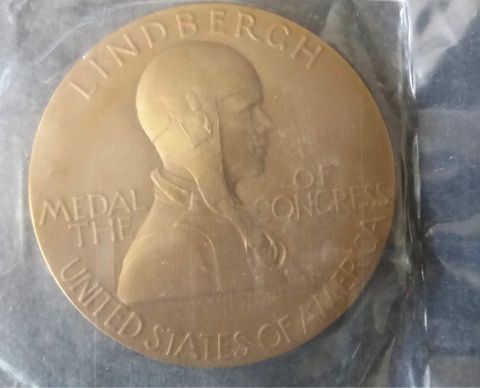 LINDBERGH
MEDAL OF
THE CONGRESS
UNITED STATES OF AMERICA